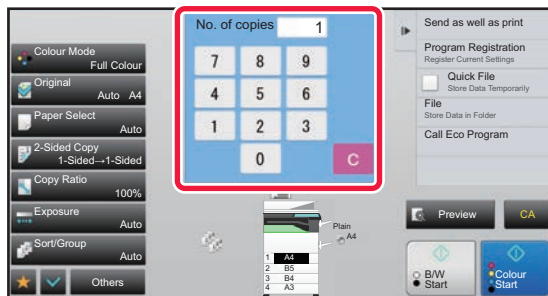 No. of copies 1
7 8 9
4 5 6
1 2 3
0 C
Colour Mode
Full Colour
Original
Auto A4
Paper Select
Auto
2-Sided Copy
1-Sided→1-Sided
Copy Ratio
100%
Exposure
Auto
Sort/Group
Auto
Others
Plain
A4
1 A4
2 B5
3 B4
4 A3
Send as well as print
Program Registration
Register Current Settings
Quick File
Store Data Temporarily
File
Store Data in Folder
Call Eco Program
Preview
CA
B/W
Start
Colour
Start